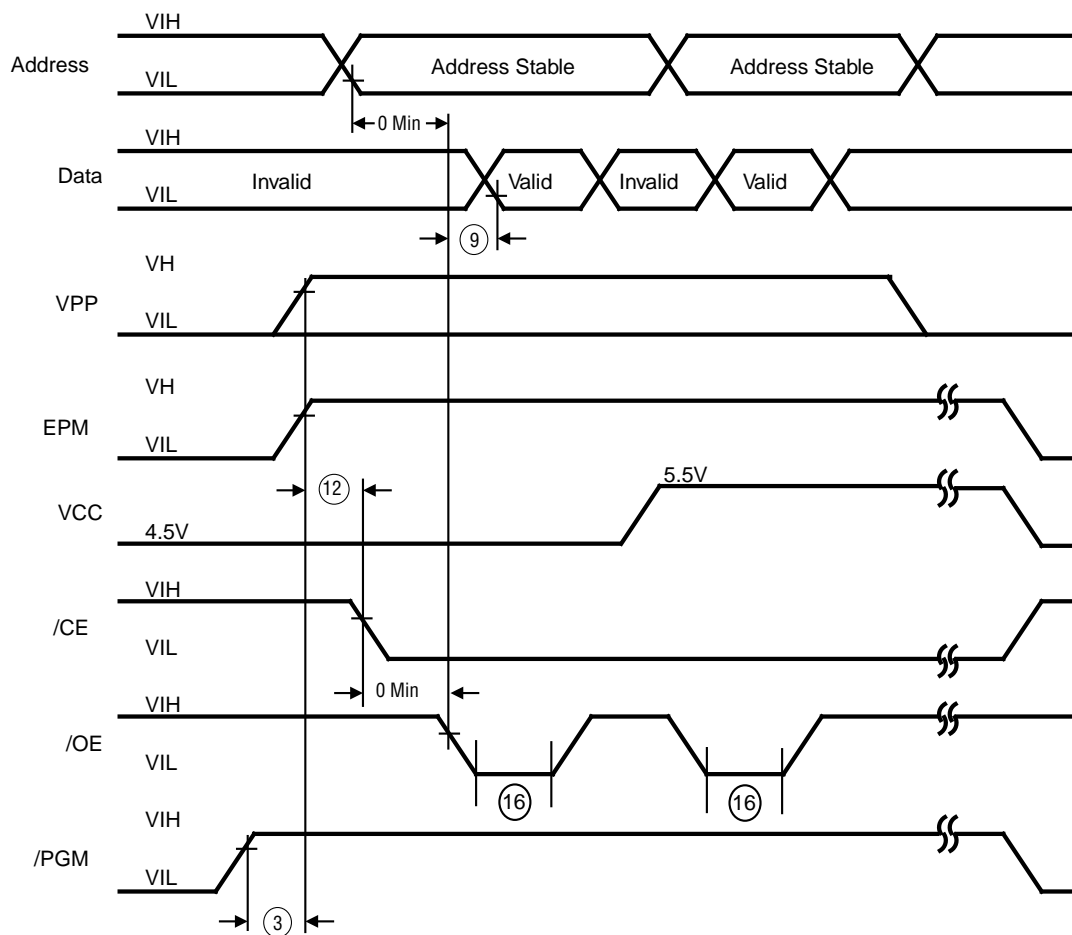 VIH
Address
Address Stable
Address Stable
VIL
0 Min
VIH
Data
Invalid
Valid
Invalid
Valid
VIL
9
VH
VPP
VIL
VH
EPM
VIL
12
5.5V
VCC
4.5V
VIH
/CE
VIL
0 Min
VIH
/OE
VIL
16
16
VIH
/PGM
VIL
3